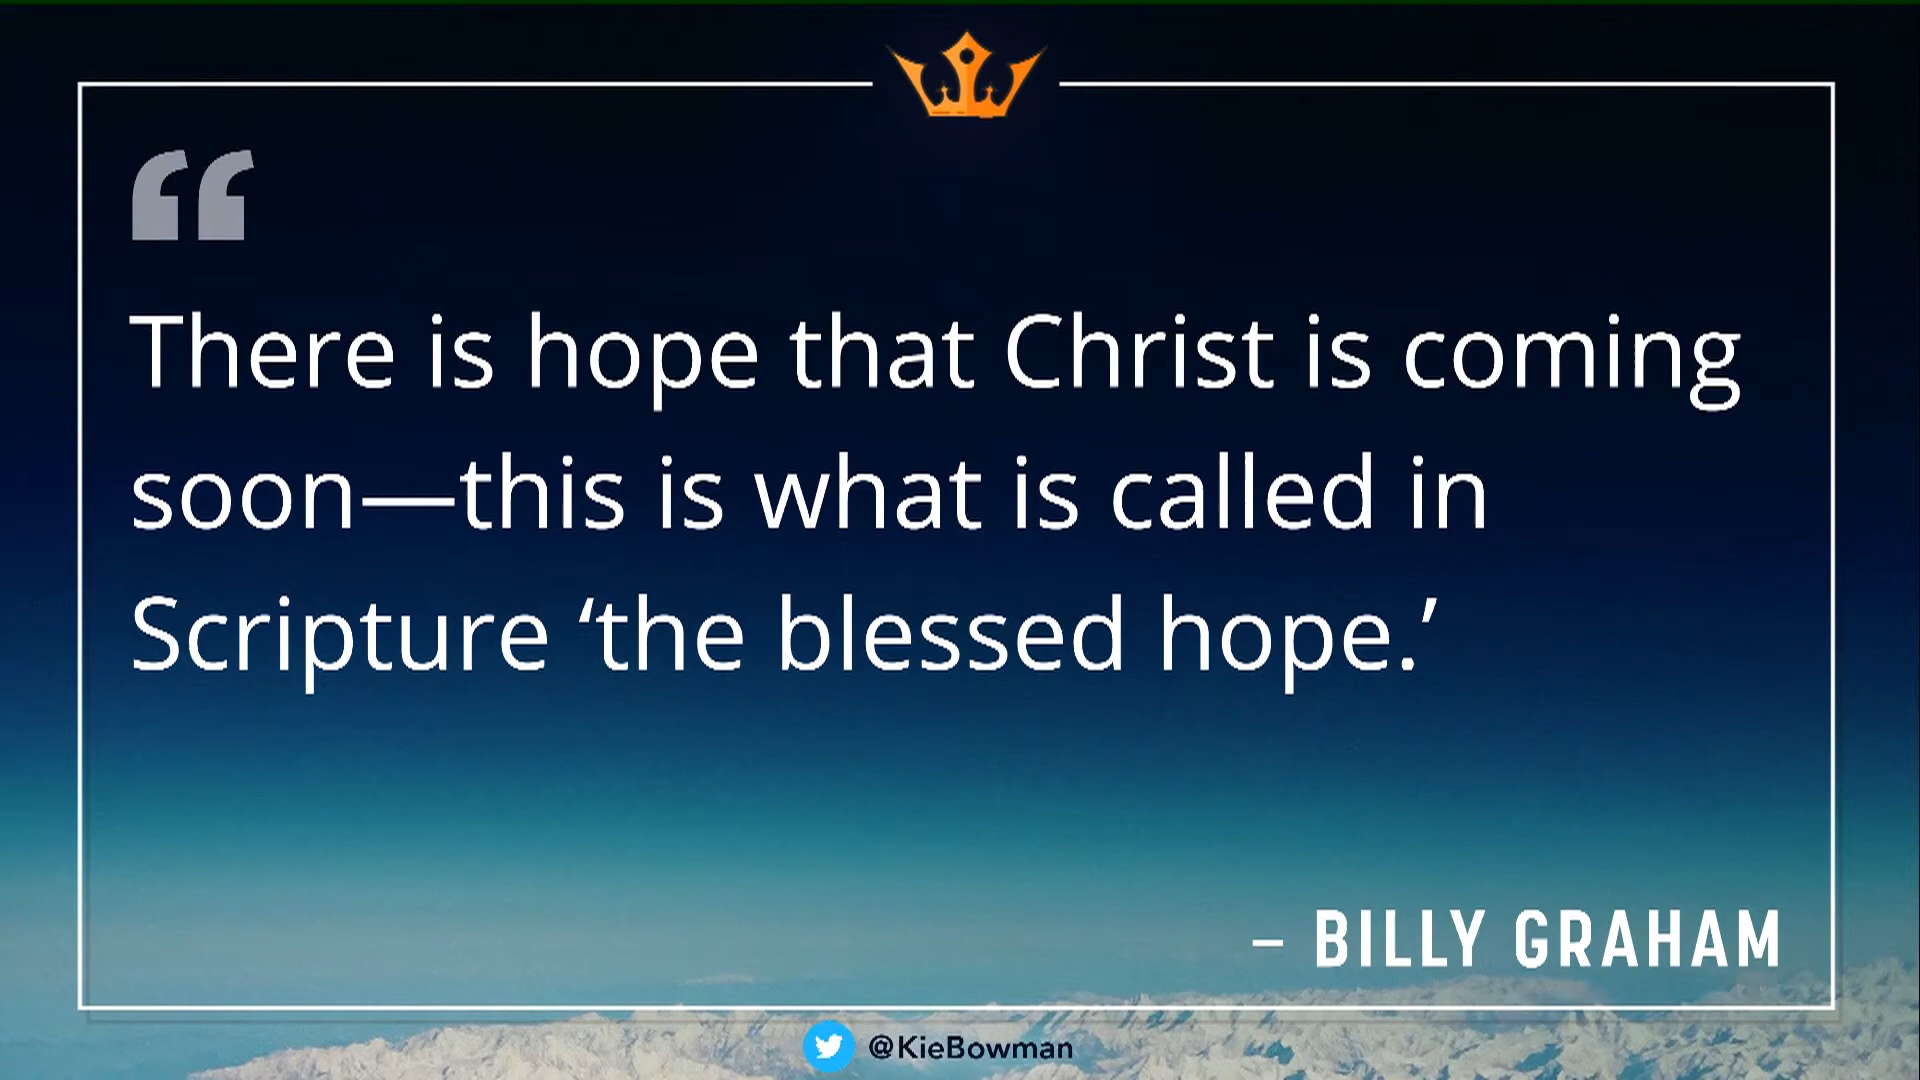 “
There is hope that Christ is coming
soon—this is what is called in
Scripture ‘the blessed hope.’
– BILLY GRAHAM
@KieBowman